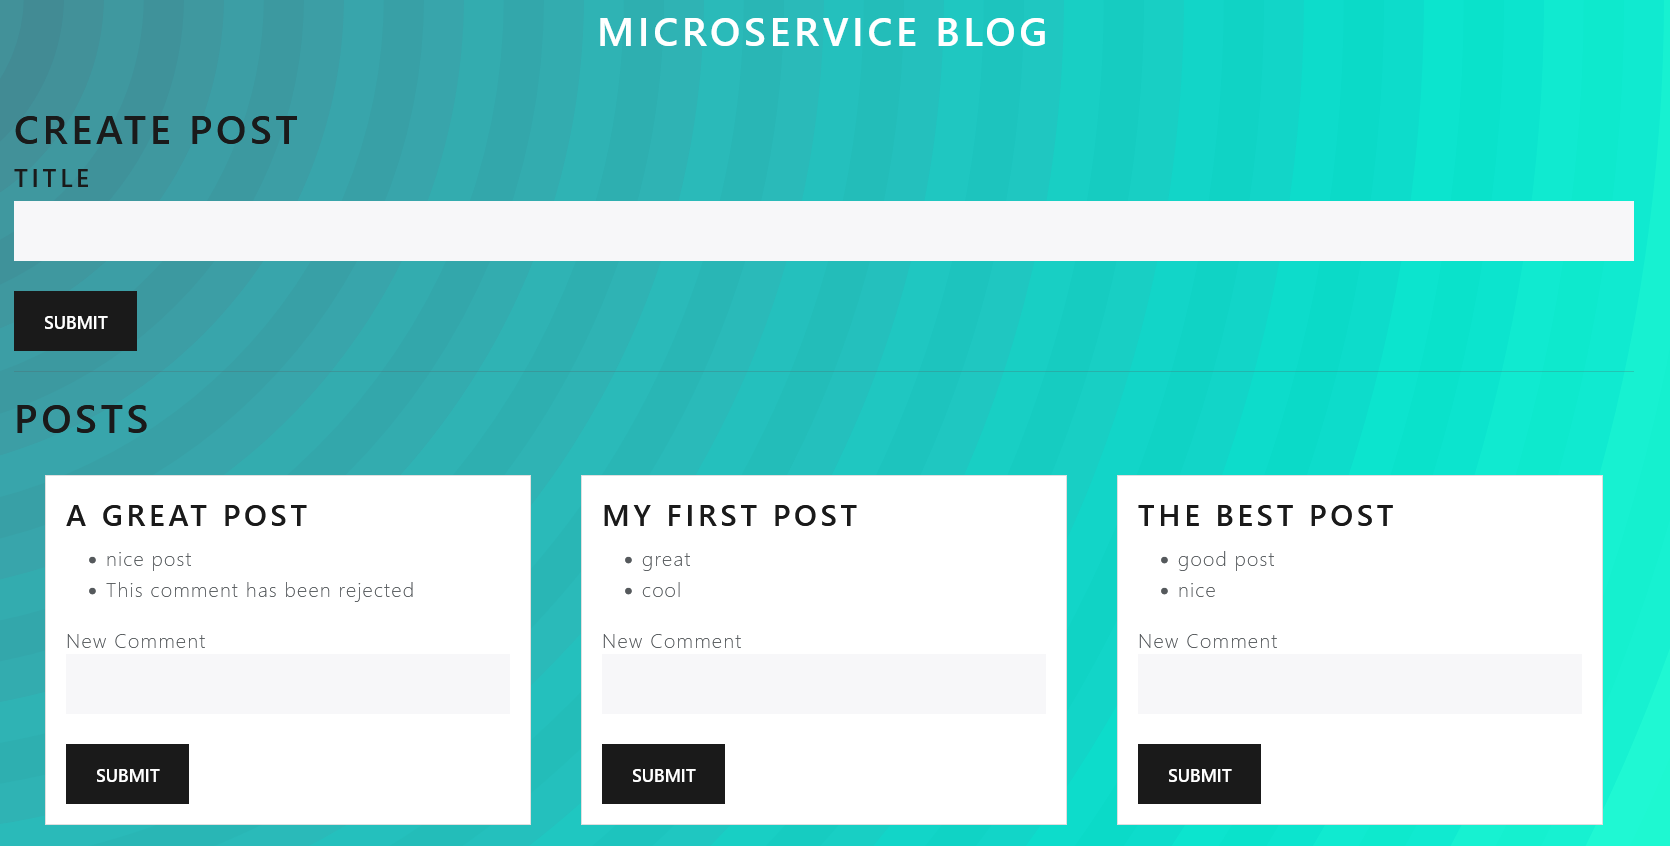 MICROSERVICE BLOG
CREATE POST
TITLE
SUBMIT
POSTS
A GREAT POST
• nice post
• This comment has been rejected
New Comment
SUBMIT
MY FIRST POST
• great
• cool
New Comment
SUBMIT
THE BEST POST
• good post
• nice
New Comment
SUBMIT